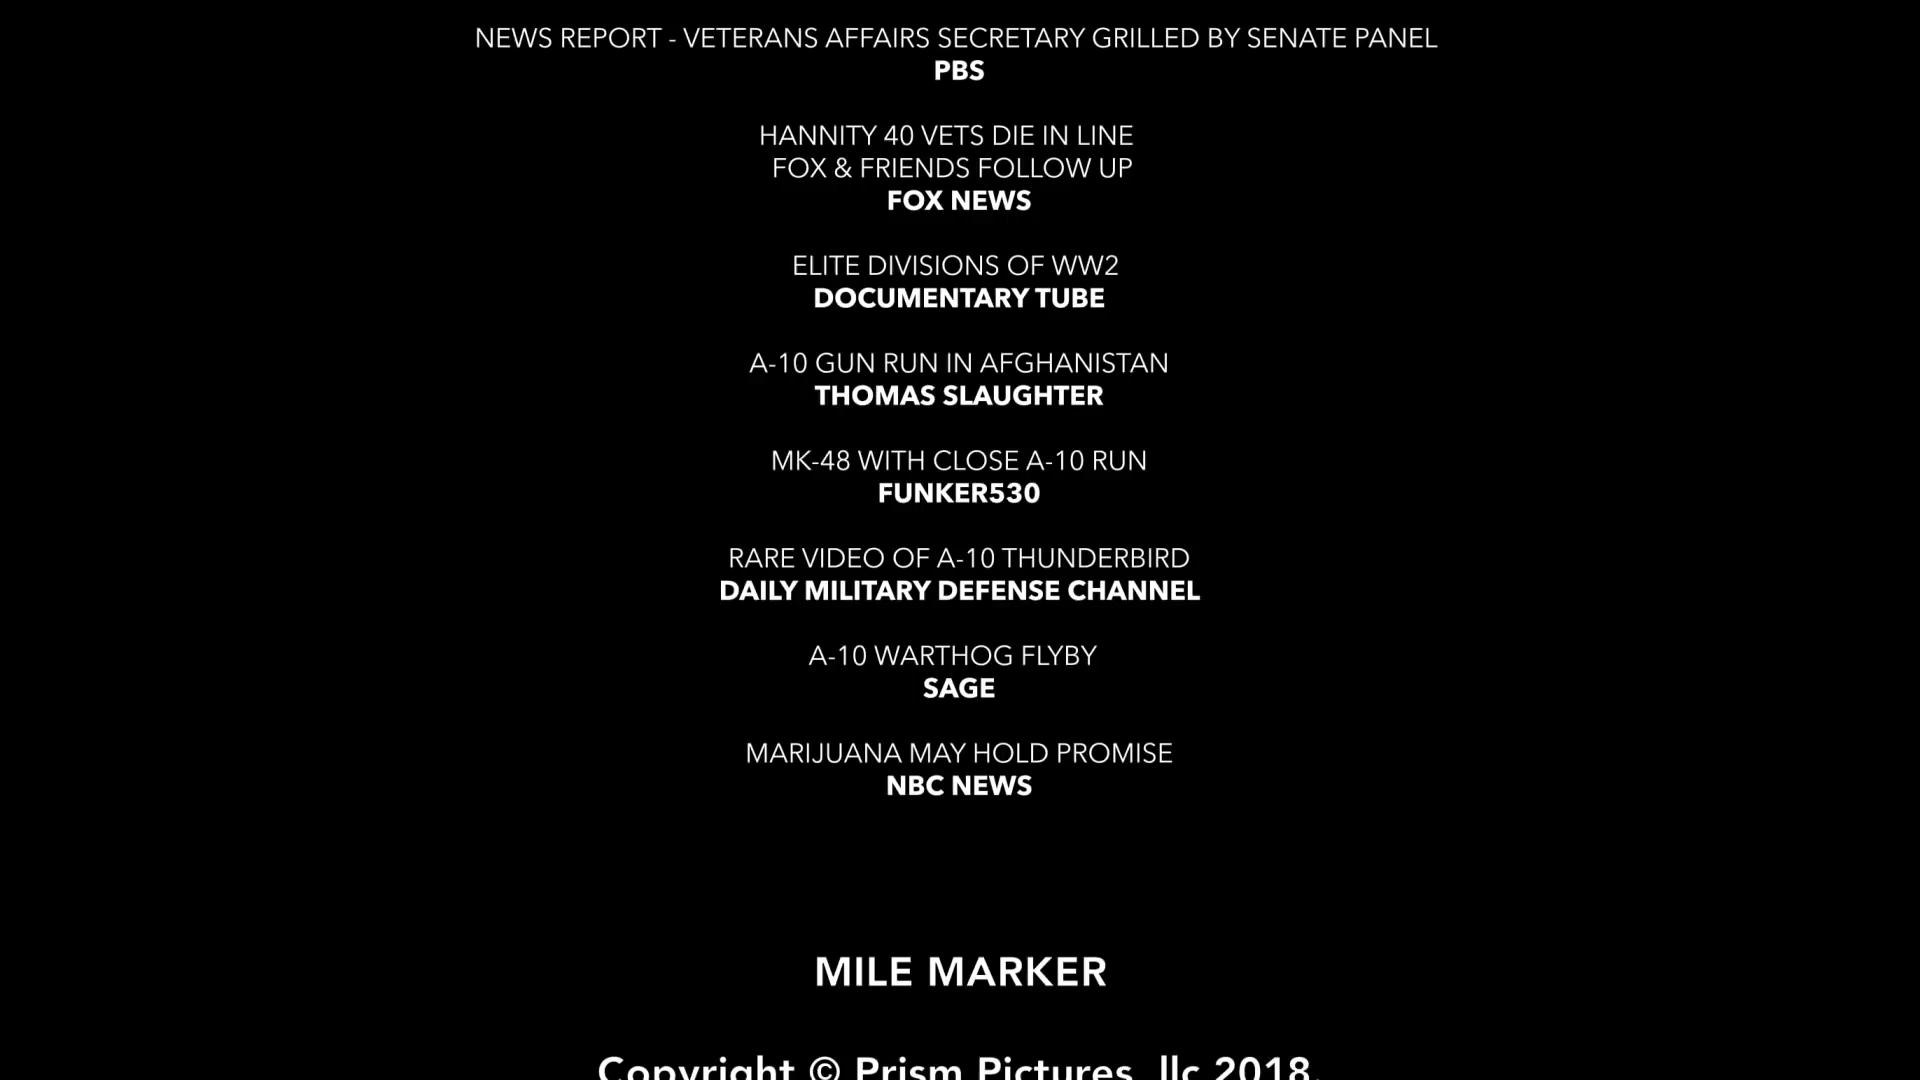 NEWS REPORT - VETERANS AFFAIRS SECRETARY GRILLED BY SENATE PANEL
PBS
HANNITY 40 VETS DIE IN LINE
FOX & FRIENDS FOLLOW UP
FOX NEWS
ELITE DIVISIONS OF WW2
DOCUMENTARY TUBE
A-10 GUN RUN IN AFGHANISTAN
THOMAS SLAUGHTER
MK-48 WITH CLOSE A-10 RUN
FUNKER530
RARE VIDEO OF A-10 THUNDERBIRD
DAILY MILITARY DEFENSE CHANNEL
A-10 WARTHOG FLYBY
SAGE
MARIJUANA MAY HOLD PROMISE
NBC NEWS
MILE MARKER
Copyright © Prism Pictures, llc 2018.